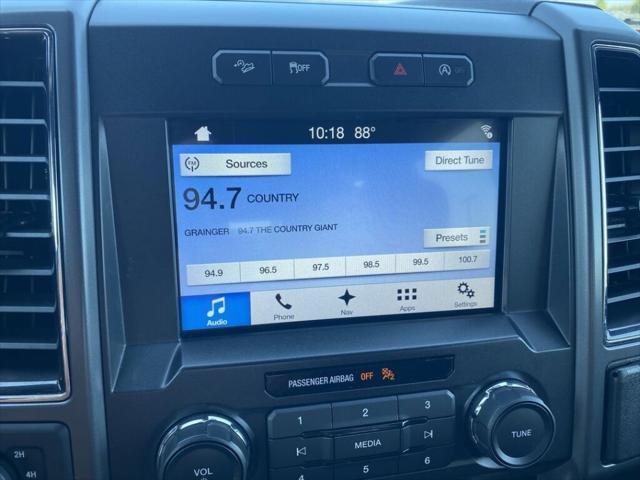 OFF
OFF
10:18 88°
FM Sources
Direct Tune
94.7 COUNTRY
GRAINGER 94.7 THE COUNTRY GIANT
Presets
94.9 96.5 97.5 98.5 99.5 100.7
Audio Phone Nav Apps Settings
PASSENGER AIRBAG OFF
1 2 3
MEDIA
4 5 6
VOL
TUNE
2H
4H